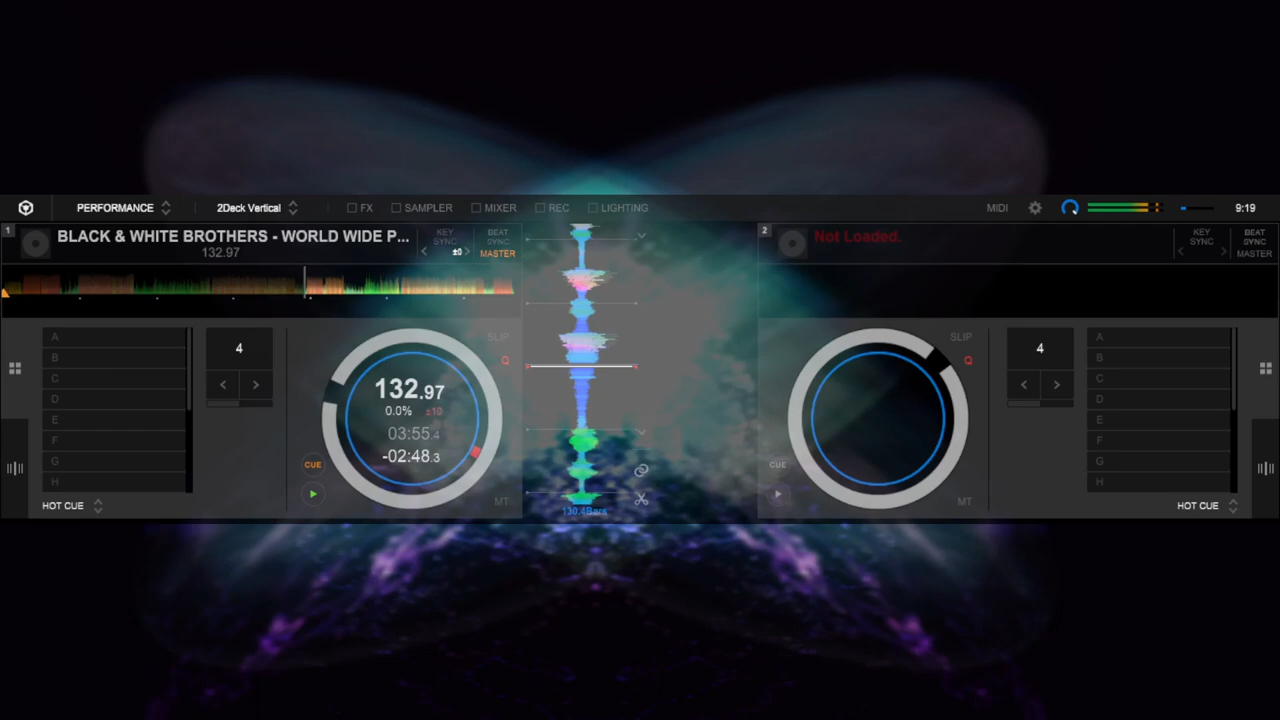 PERFORMANCE 2Deck Vertical FX SAMPLER MIXER REC LIGHTING MIDI 9:19
1 BLACK & WHITE BROTHERS - WORLD WIDE P... KEY SYNC BEAT SYNC
132.97 ±0 MASTER
2 Not Loaded. KEY SYNC BEAT SYNC
MASTER
A
B
C
D
E
F
G
H
HOT CUE
4
SLIP
Q
132.97
0.0% ±10
03:55.4
-02:48.3
CUE
MT
130.4Bars
Q
CUE
MT
SLIP
4
A
B
C
D
E
F
G
H
HOT CUE